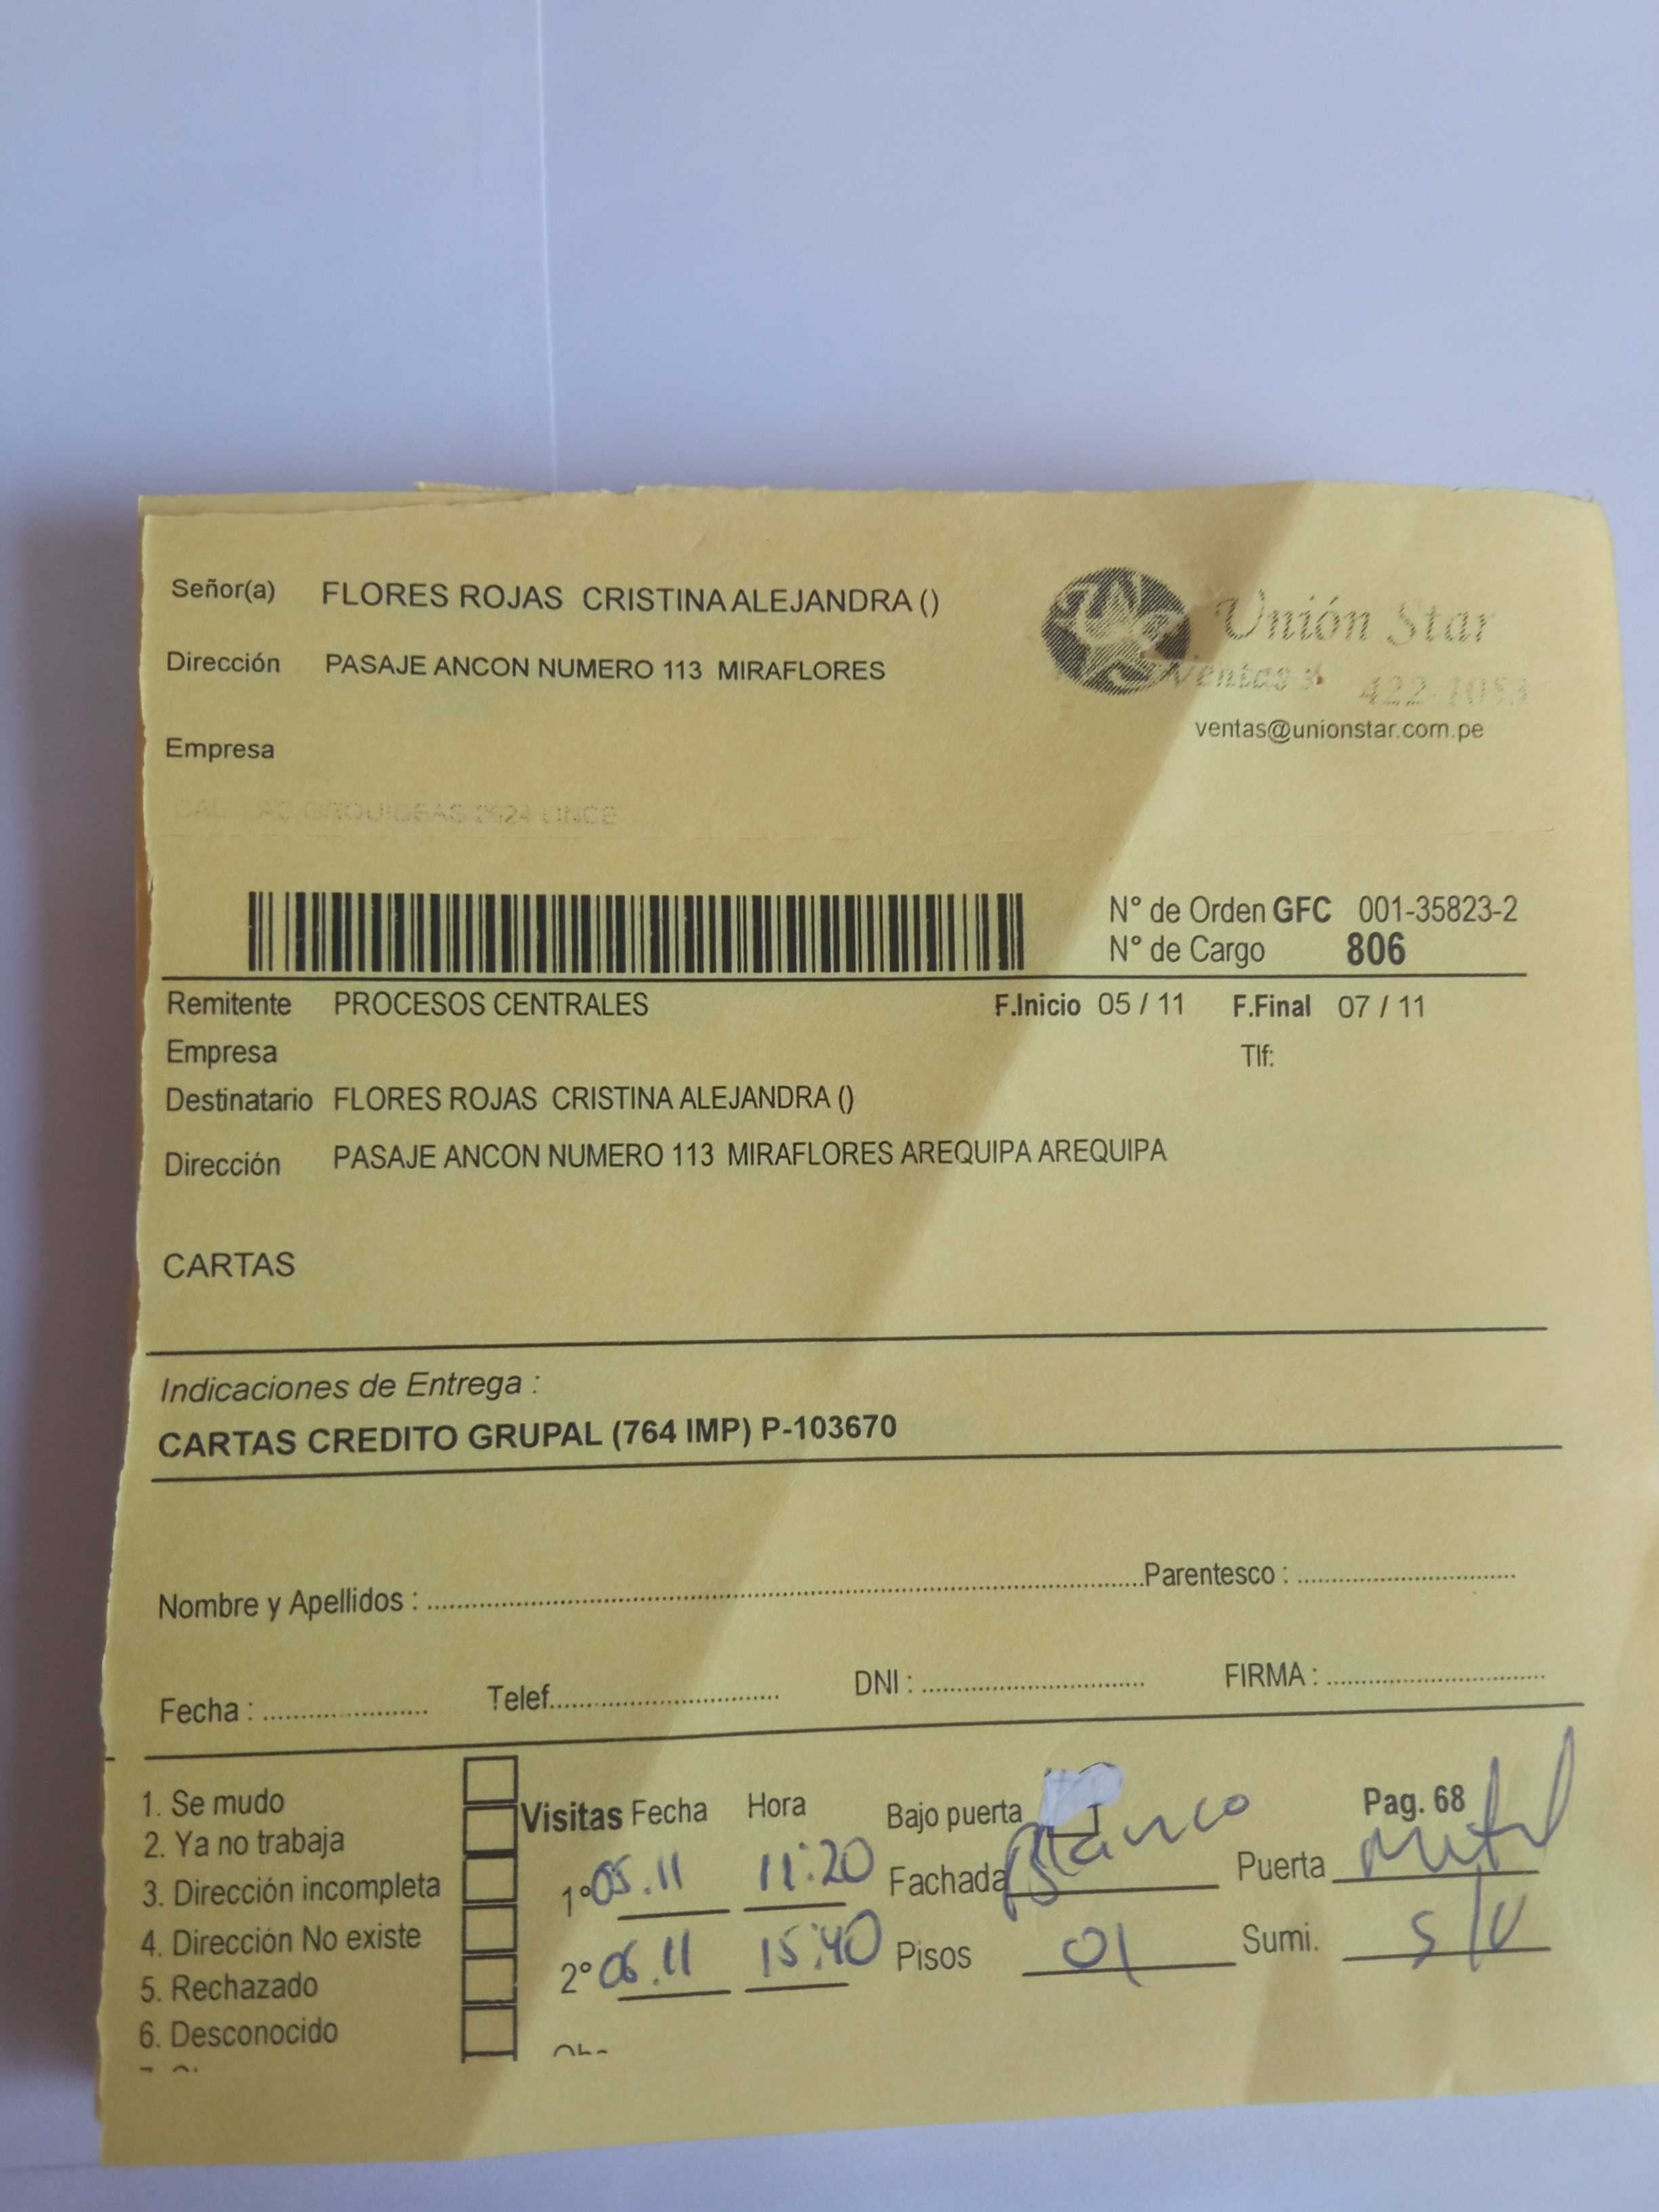 Señor(a) FLORES ROJAS CRISTINA ALEJANDRA ()
Unión Star
Dirección PASAJE ANCON NUMERO 113 MIRAFLORES
Ventas
ventas@unionstar.com.pe
Empresa
N° de Orden GFC 001-35823-2
N° de Cargo 806
Remitente PROCESOS CENTRALES F.Inicio 05 / 11 F.Final 07 / 11
Empresa Tlf:
Destinatario FLORES ROJAS CRISTINA ALEJANDRA ()
Dirección PASAJE ANCON NUMERO 113 MIRAFLORES AREQUIPA AREQUIPA
CARTAS
Indicaciones de Entrega :
CARTAS CREDITO GRUPAL (764 IMP) P-103670
Nombre y Apellidos : Parentesco :
Fecha : Telef. DNI : FIRMA :
1. Se mudo
2. Ya no trabaja
3. Dirección incompleta
4. Dirección No existe
5. Rechazado
6. Desconocido
Visitas Fecha Hora Bajo puerta Pag. 68
1° 05.11 11:20 Fachada Blanco Puerta
2° 06.11 15:40 Pisos 01 Sumi.